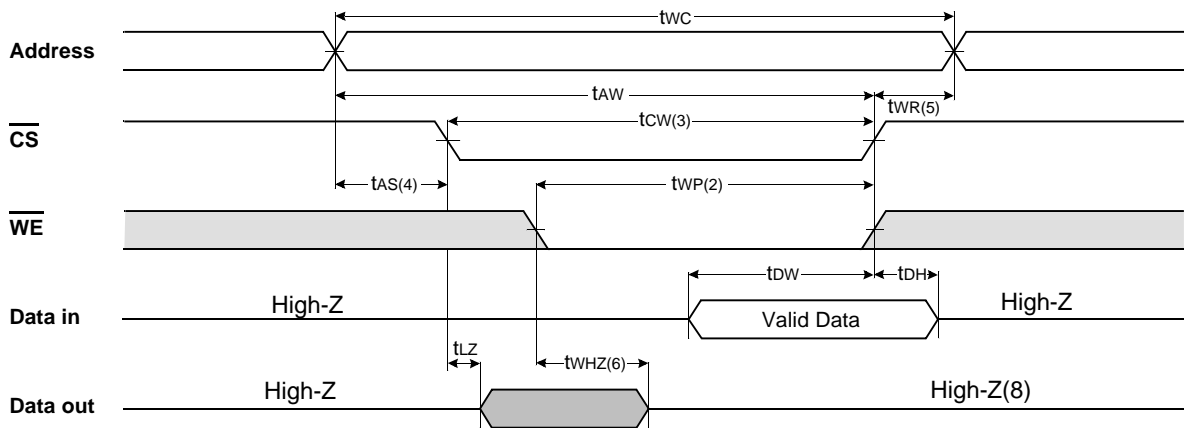 tWC
Address
tAW
tWR(5)
tCW(3)
CS
tAS(4)
tWP(2)
WE
tDW
tDH
High-Z
High-Z
Data in
Valid Data
tLZ
tWHZ(6)
High-Z
High-Z(8)
Data out